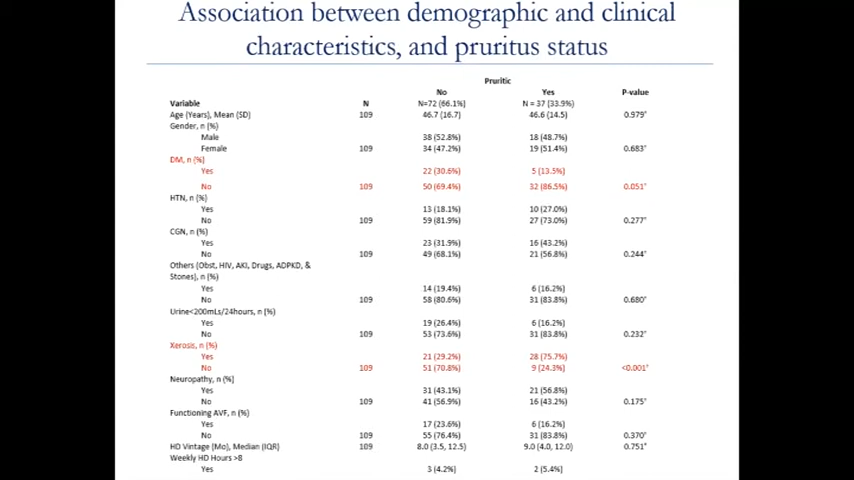 Association between demographic and clinical
characteristics, and pruritus status
Pruritic
No Yes P-value
Variable N N=72 (66.1%) N = 37 (33.9%)
Age (Years), Mean (SD) 109 46.7 (16.7) 46.6 (14.5) 0.979
Gender, n (%)
Male 38 (52.8%) 18 (48.7%)
Female 109 34 (47.2%) 19 (51.4%) 0.683
DM, n (%)
Yes 22 (30.6%) 5 (13.5%)
No 109 50 (69.4%) 32 (86.5%) 0.051
HTN, n (%)
Yes 13 (18.1%) 10 (27.0%)
No 109 59 (81.9%) 27 (73.0%) 0.277
CGN, n (%)
Yes 23 (31.9%) 16 (43.2%)
No 109 49 (68.1%) 21 (56.8%) 0.244
Others (Obst, HIV, AKI, Drugs, ADPKD, &
Stones), n (%)
Yes 14 (19.4%) 6 (16.2%)
No 109 58 (80.6%) 31 (83.8%) 0.680
Urine<200mLs/24hours, n (%)
Yes 19 (26.4%) 6 (16.2%)
No 109 53 (73.6%) 31 (83.8%) 0.232
Xerosis, n (%)
Yes 21 (29.2%) 28 (75.7%)
No 109 51 (70.8%) 9 (24.3%) <0.001
Neuropathy, n (%)
Yes 31 (43.1%) 21 (56.8%)
No 109 41 (56.9%) 16 (43.2%) 0.175
Functioning AVF, n (%)
Yes 17 (23.6%) 6 (16.2%)
No 109 55 (76.4%) 31 (83.8%) 0.370
HD Vintage (Mo), Median (IQR) 109 8.0 (3.5, 12.5) 9.0 (4.0, 12.0) 0.751
Weekly HD Hours >8
Yes 3 (4.2%) 2 (5.4%)